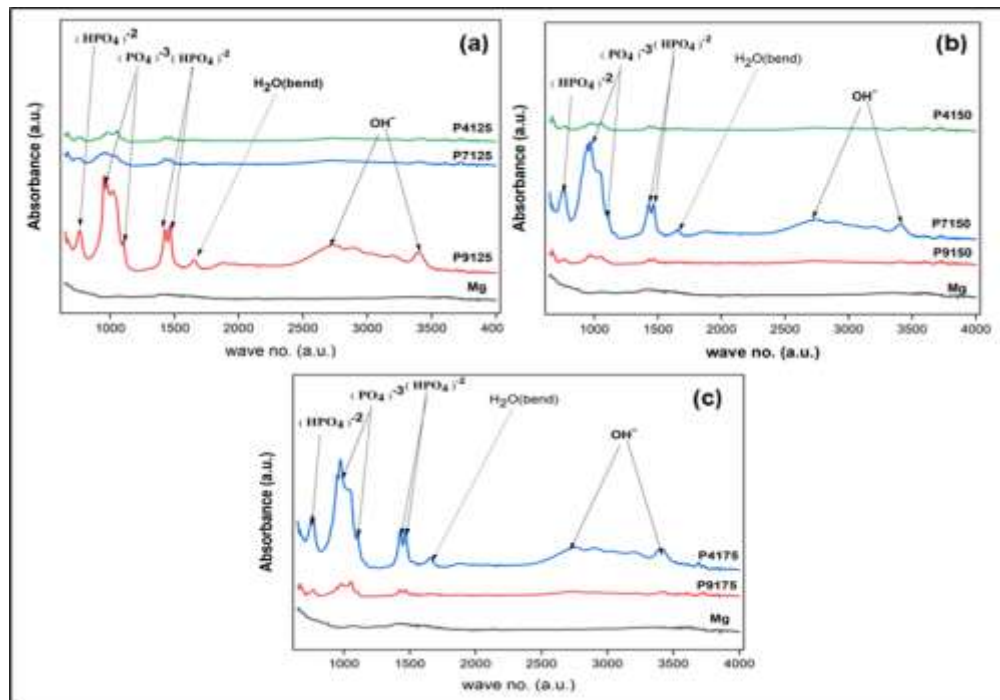 (a)
(HPO₄)⁻²
(PO₄)⁻³ (HPO₄)⁻²
H₂O(bend)
OH⁻
P4125
P7125
P9125
Mg
Absorbance (a.u.)
1000 1500 2000 2500 3000 3500 400
wave no. (a.u.)
(b)
(PO₄)⁻³ (HPO₄)⁻²
(HPO₄)⁻²
H₂O(bend)
OH⁻
P4150
P7150
P9150
Mg
Absorbance (a.u.)
1000 1500 2000 2500 3000 3500 4000
wave no. (a.u.)
(c)
(PO₄)⁻³ (HPO₄)⁻²
(HPO₄)⁻²
H₂O(bend)
OH⁻
P4175
P9175
Mg
Absorbance (a.u.)
1000 1500 2000 2500 3000 3500 4000
wave no. (a.u.)